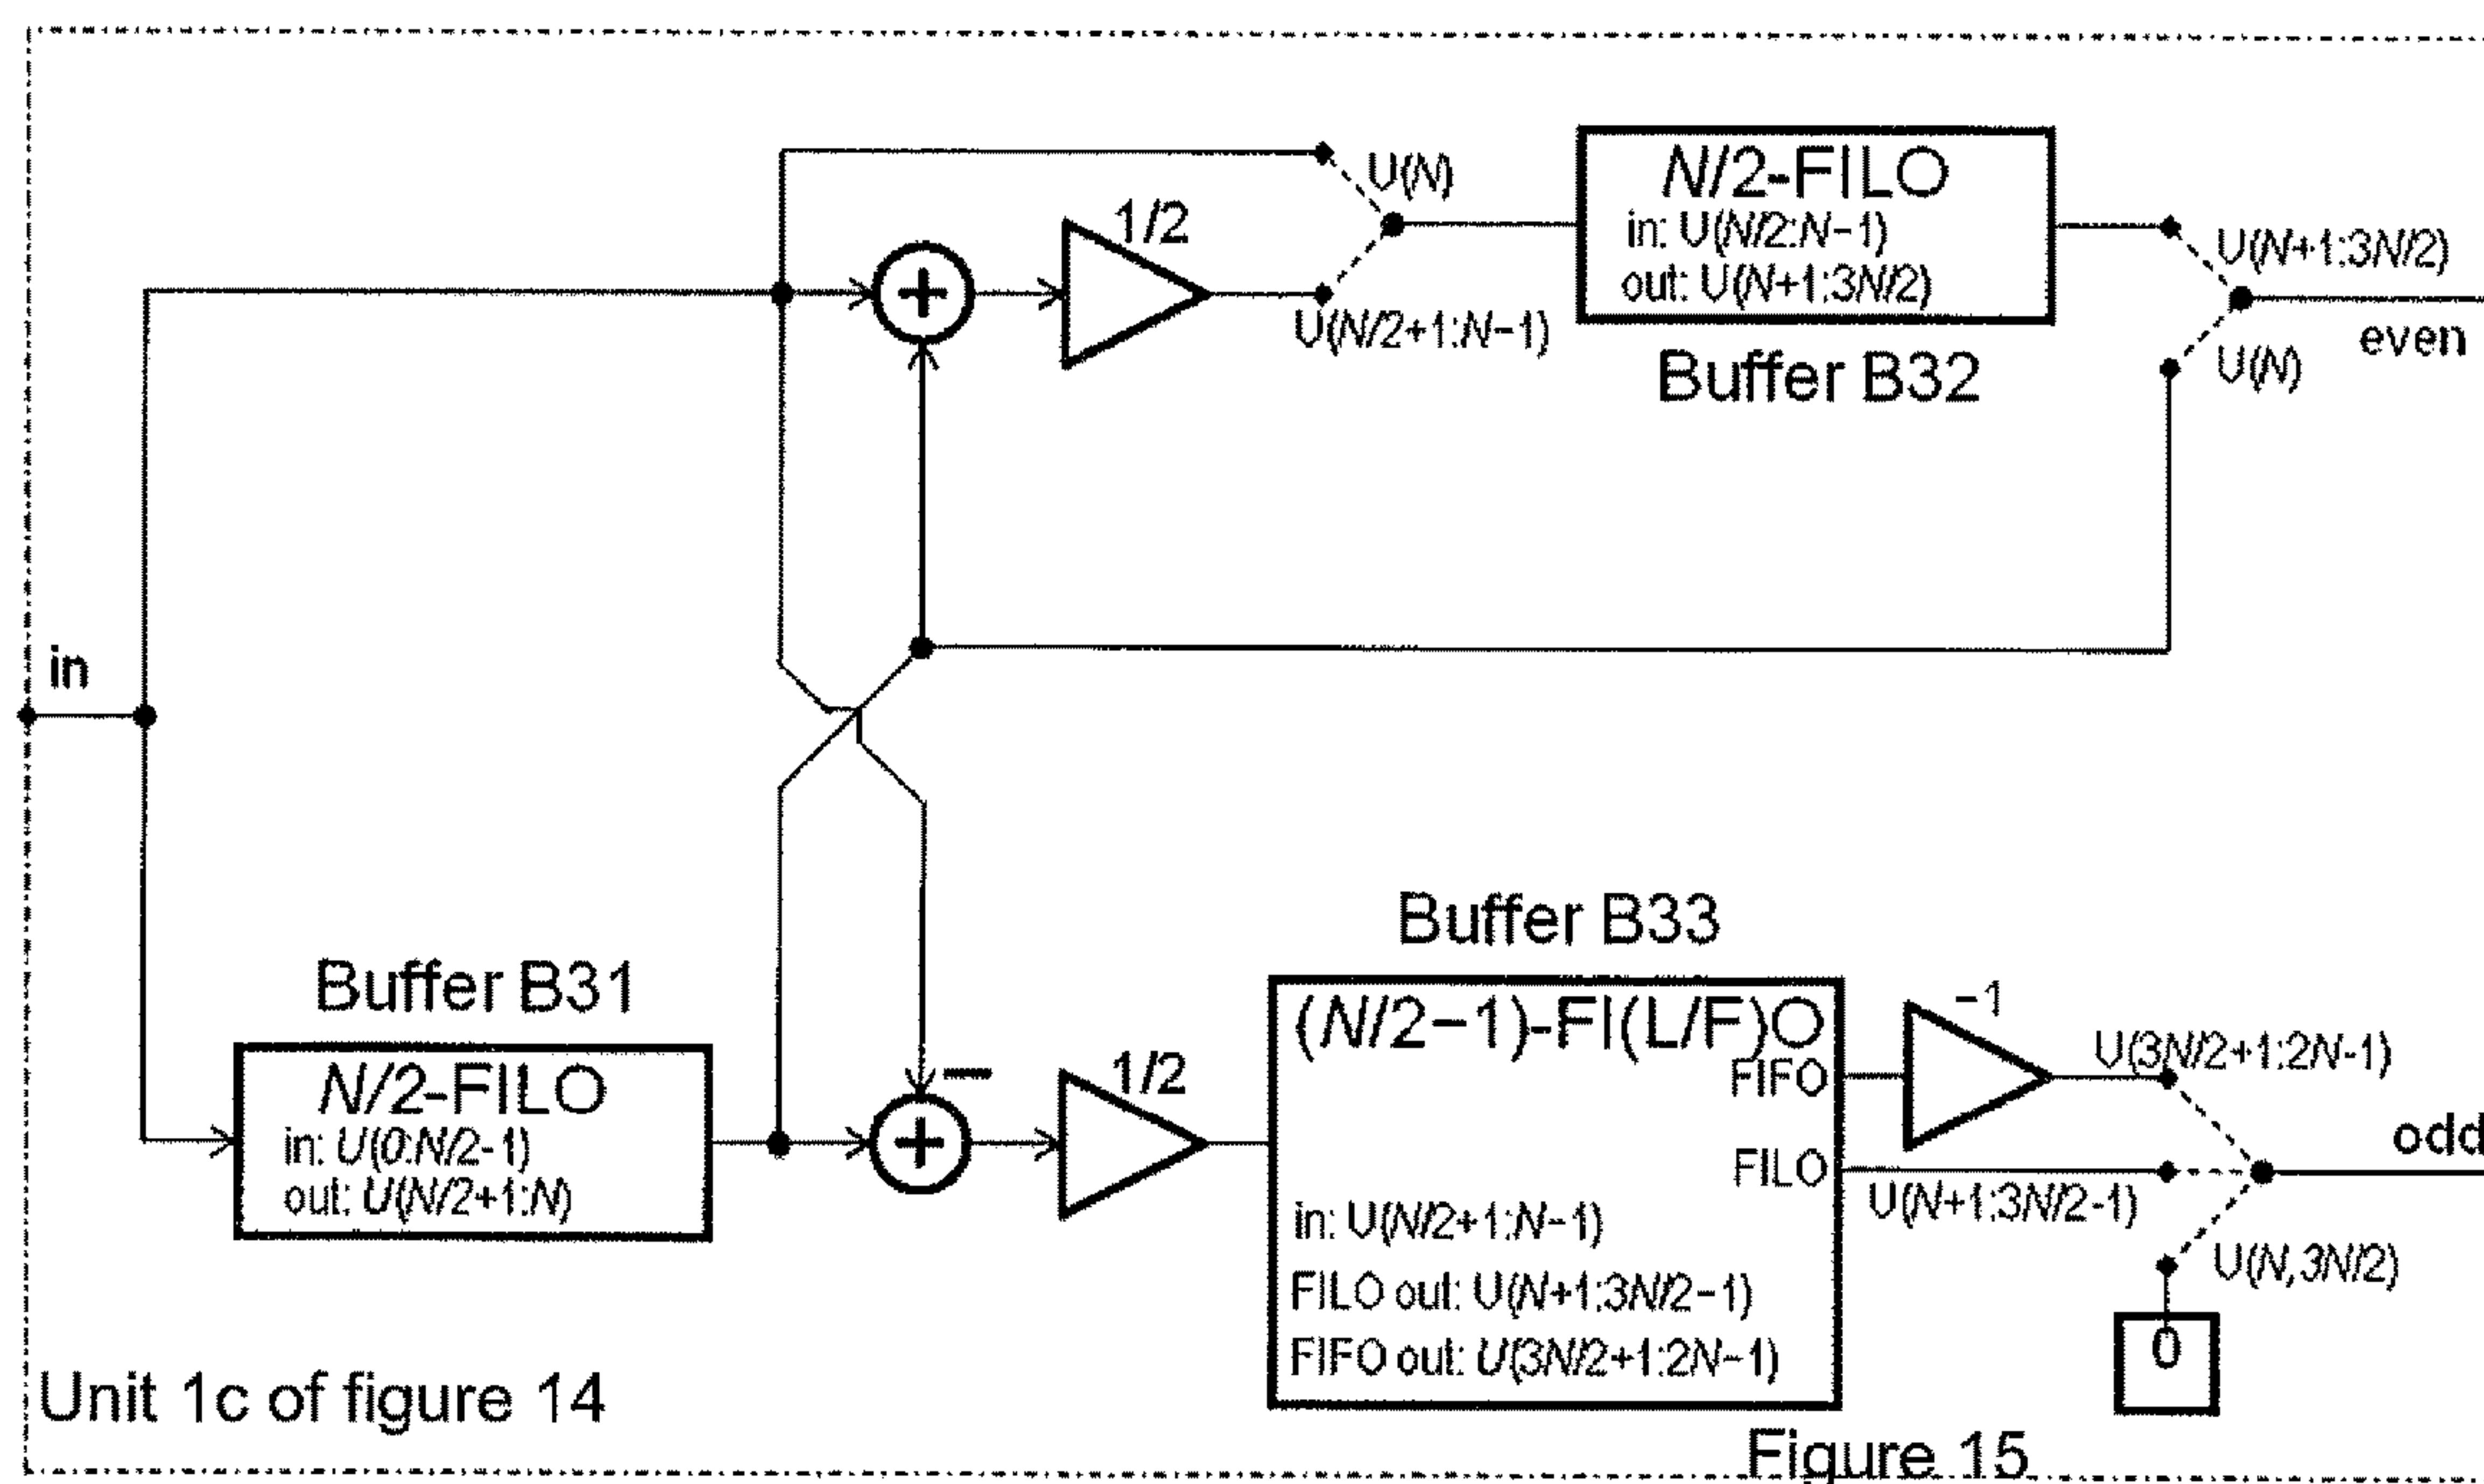 U(N)
N/2-FILO
in: U(N/2:N−1)
out: U(N+1:3N/2)
Buffer B32
1/2
U(N/2+1:N−1)
U(N+1:3N/2)
even
U(N)
in
Buffer B31
N/2-FILO
in: U(0:N/2-1)
out: U(N/2+1:N)
+
+
−
1/2
Buffer B33
(N/2−1)-FI(L/F)O
FIFO
FILO
in: U(N/2+1:N−1)
FILO out: U(N+1:3N/2−1)
FIFO out: U(3N/2+1:2N−1)
−1
U(3N/2+1:2N-1)
odd
U(N+1:3N/2-1)
U(N,3N/2)
0
Unit 1c of figure 14
Figure 15